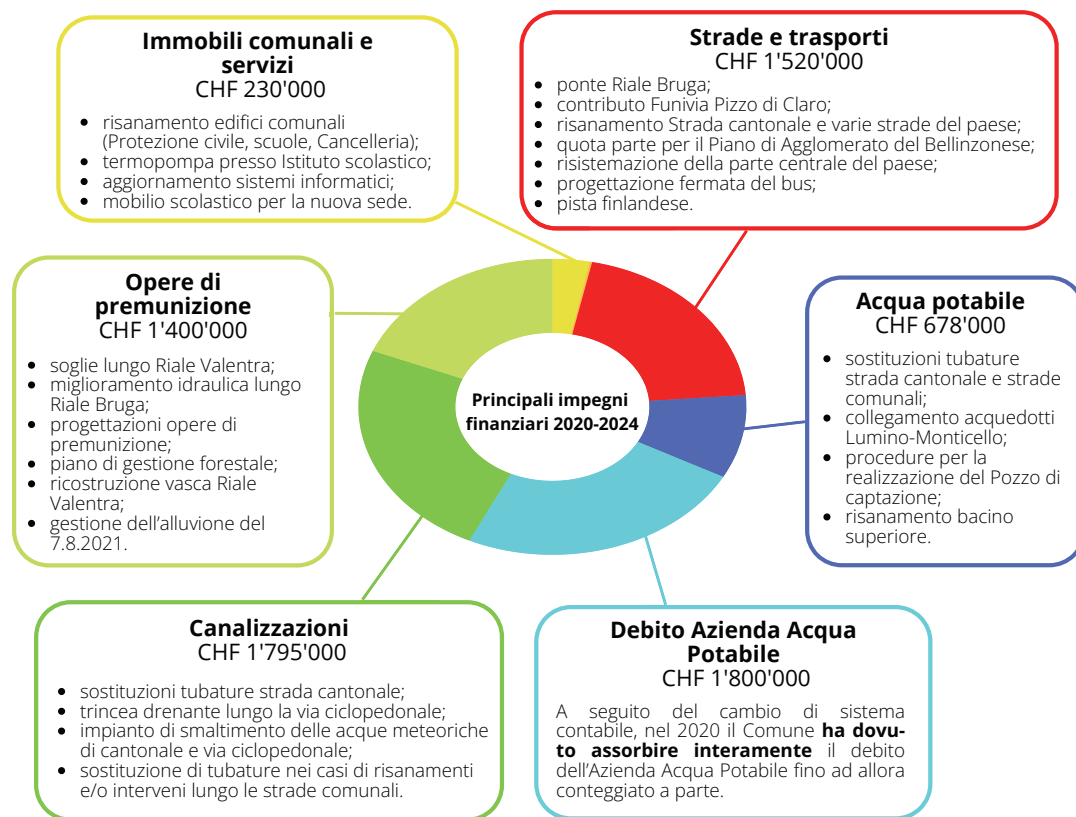 Immobili comunali e
servizi
CHF 230'000
• risanamento edifici comunali
(Protezione civile, scuole, Cancelleria);
• termopompa presso Istituto scolastico;
• aggiornamento sistemi informatici;
• mobilio scolastico per la nuova sede.
Strade e trasporti
CHF 1'520'000
• ponte Riale Bruga;
• contributo Funivia Pizzo di Claro;
• risanamento Strada cantonale e varie strade del paese;
• quota parte per il Piano di Agglomerato del Bellinzonese;
• risistemazione della parte centrale del paese;
• progettazione fermata del bus;
• pista finlandese.
Opere di
premunizione
CHF 1'400'000
• soglie lungo Riale Valentra;
• miglioramento idraulica lungo
Riale Bruga;
• progettazioni opere di
premunizione;
• piano di gestione forestale;
• ricostruzione vasca Riale
Valentra;
• gestione dell'alluvione del
7.8.2021.
Principali impegni
finanziari 2020-2024
Acqua potabile
CHF 678'000
• sostituzioni tubature
strada cantonale e strade
comunali;
• collegamento acquedotti
Lumino-Monticello;
• procedure per la
realizzazione del Pozzo di
captazione;
• risanamento bacino
superiore.
Canalizzazioni
CHF 1'795'000
• sostituzioni tubature strada cantonale;
• trincea drenante lungo la via ciclopedonale;
• impianto di smaltimento delle acque meteoriche
di cantonale e via ciclopedonale;
• sostituzione di tubature nei casi di risanamenti
e/o interveni lungo le strade comunali.
Debito Azienda Acqua
Potabile
CHF 1'800'000
A seguito del cambio di sistema
contabile, nel 2020 il Comune ha dovu-
to assorbire interamente il debito
dell'Azienda Acqua Potabile fino ad allora
conteggiato a parte.